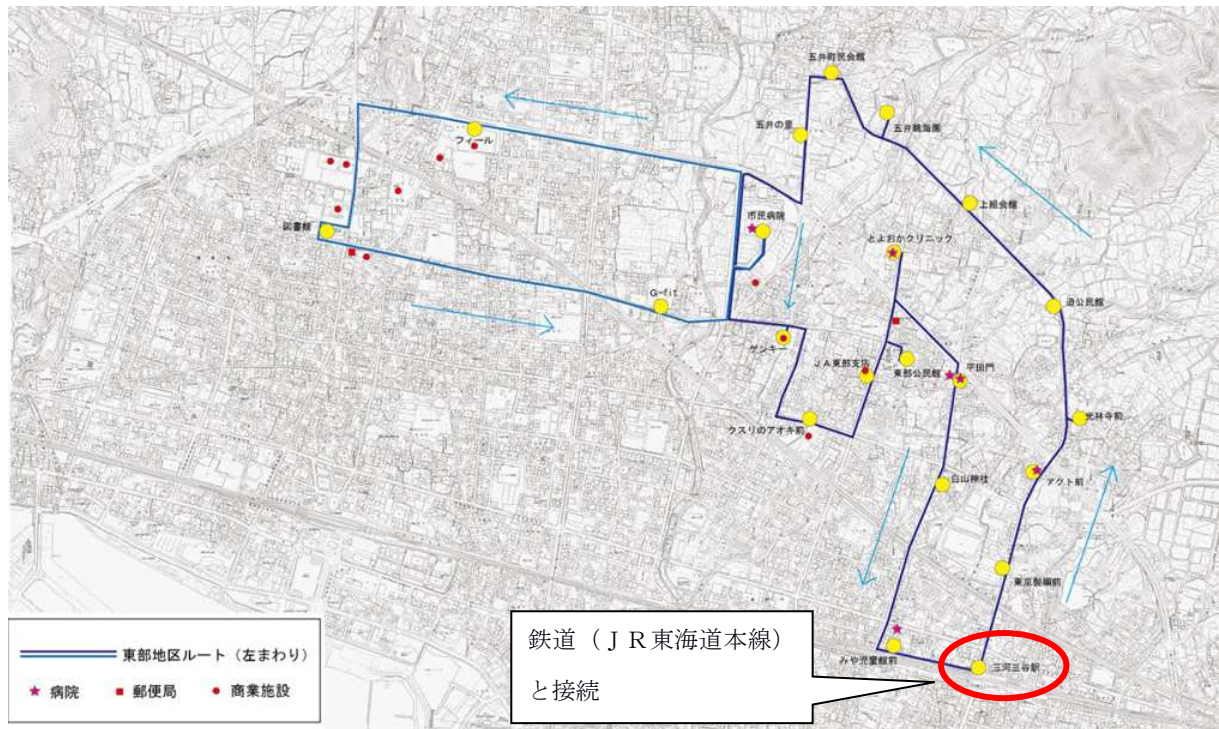 五井町民会館
五井眺海園
五井の里
フィール
上組会館
市民病院
図書館
とよおかクリニック
G-fit
迫公民館
ゲンキー
JA東部支店
東部公民館
平田門
クスリのアオキ前
光林寺前
アクト前
白山神社
東京製綱前
みや児童館前
三河三谷駅
鉄道(JR東海道本線)
と接続
東部地区ルート(左まわり)
病院
郵便局
商業施設